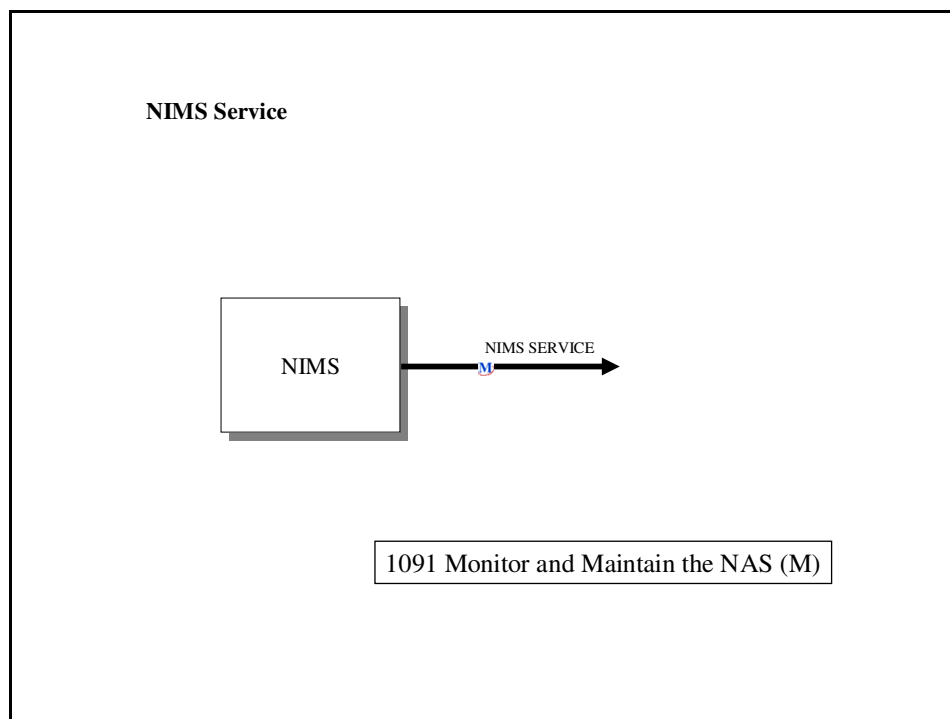 NIMS Service
NIMS SERVICE
NIMS
M
1091 Monitor and Maintain the NAS (M)